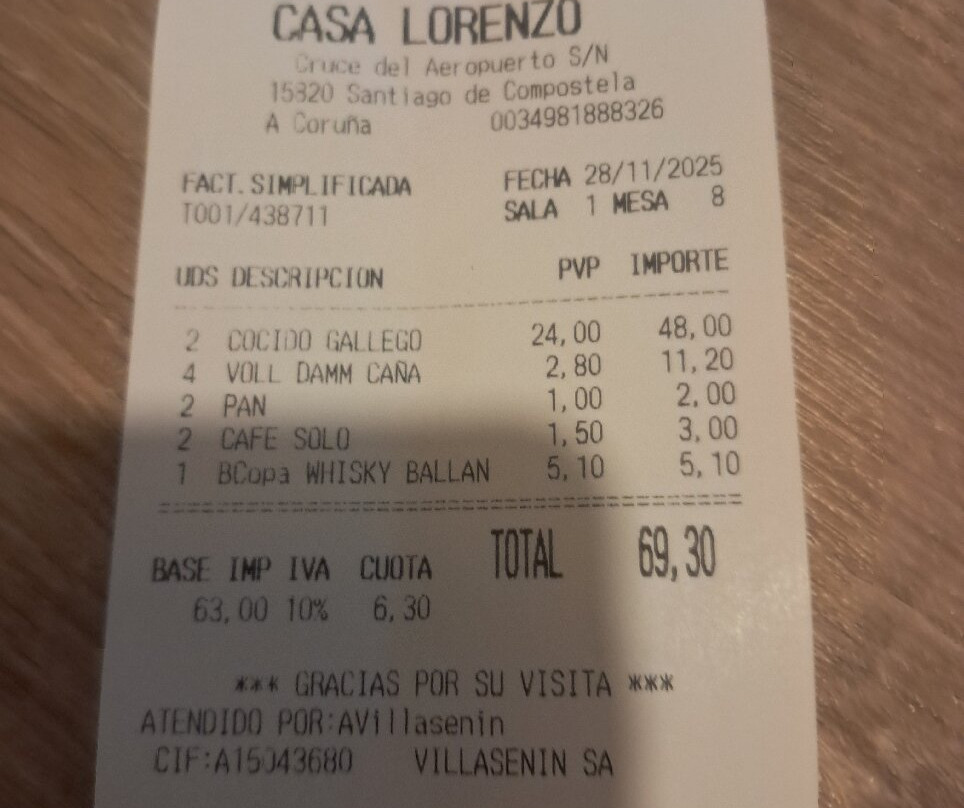 CASA LORENZO
Cruce del Aeropuerto S/N
15820 Santiago de Compostela
A Coruña 0034981888326
FACT.SIMPLIFICADA FECHA 28/11/2025
T001/438711 SALA 1 MESA 8
UDS DESCRIPCION PVP IMPORTE
2 COCIDO GALLEGO 24,00 48,00
4 VOLL DAMM CAÑA 2,80 11,20
2 PAN 1,00 2,00
2 CAFE SOLO 1,50 3,00
1 BCopa WHISKY BALLAN 5,10 5,10
TOTAL 69,30
BASE IMP IVA CUOTA
63,00 10% 6,30
*** GRACIAS POR SU VISITA ***
ATENDIDO POR:AVillasenin
CIF:A15043680 VILLASENIN SA